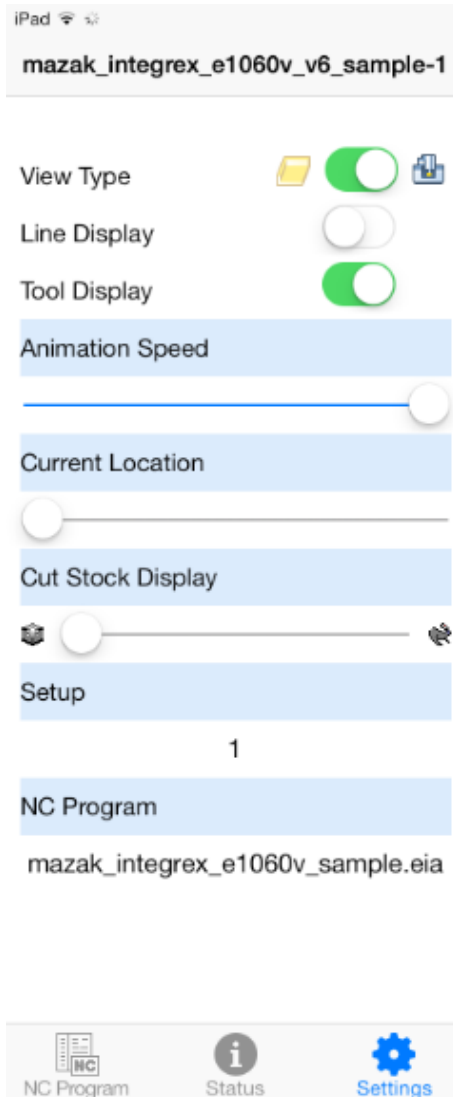 iPad
mazak_integrex_e1060v_v6_sample-1
View Type
Line Display
Tool Display
Animation Speed
Current Location
Cut Stock Display
Setup
1
NC Program
mazak_integrex_e1060v_sample.eia
NC
NC Program Status Settings